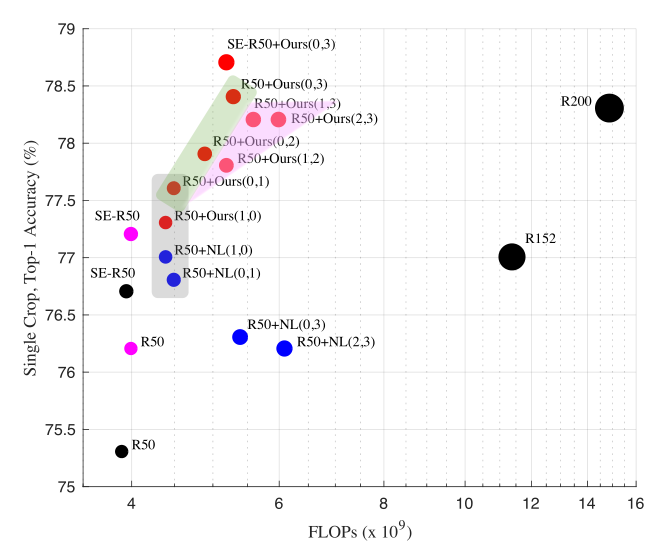 79
SE-R50+Ours(0,3)
78.5
R50+Ours(0,3)
R200
R50+Ours(1,3)
R50+Ours(2,3)
78
R50+Ours(0,2)
R50+Ours(1,2)
R50+Ours(0,1)
77.5
SE-R50
R50+Ours(1,0)
R152
77
R50+NL(1,0)
SE-R50
R50+NL(0,1)
76.5
R50+NL(0,3)
R50
R50+NL(2,3)
76
75.5
R50
75
4
6
8
10
12
14
16
Single Crop, Top-1 Accuracy (%)
FLOPs (x 10⁹)